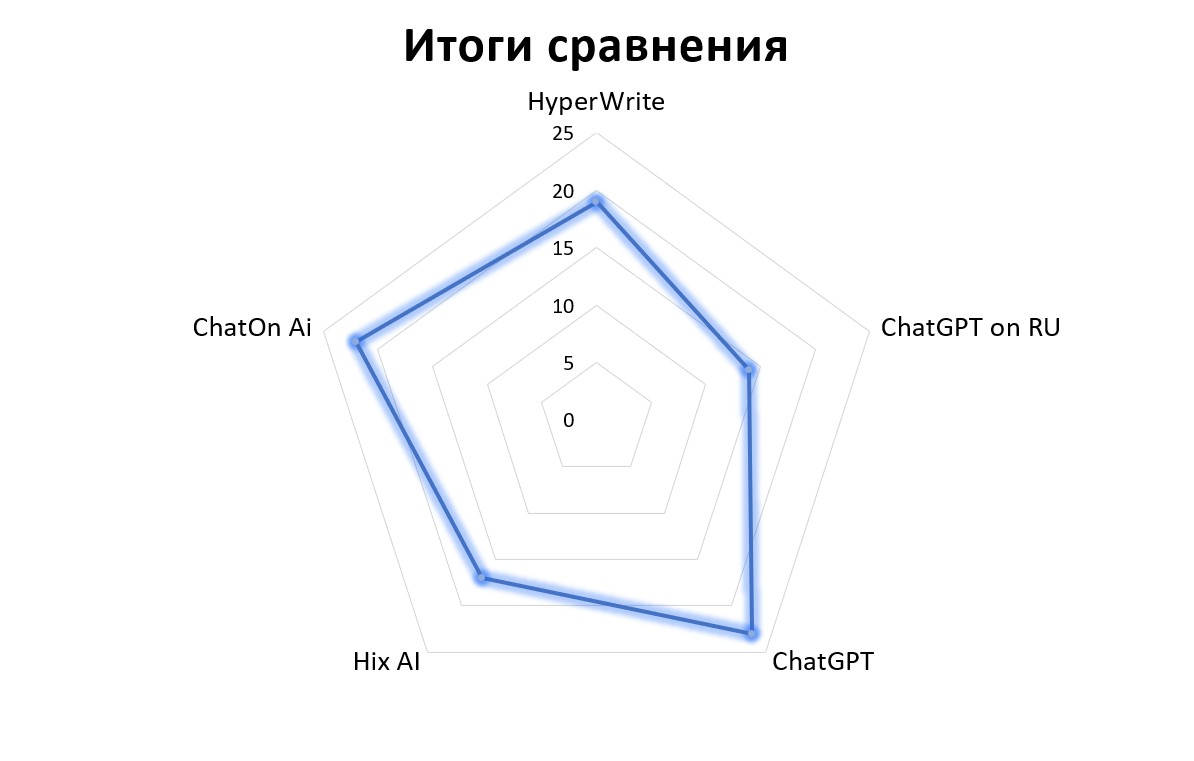 Итоги сравнения
HyperWrite
25
20
15
10
5
0
ChatOn Ai
ChatGPT on RU
Hix AI
ChatGPT